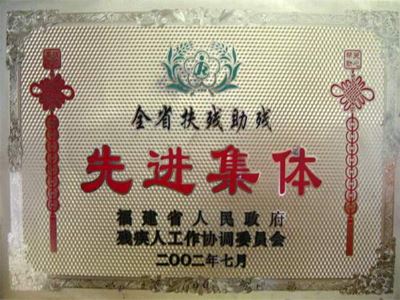 全省扶残助残
先进集体
福建省人民政府
残疾人工作协调委员会
二〇〇二年七月